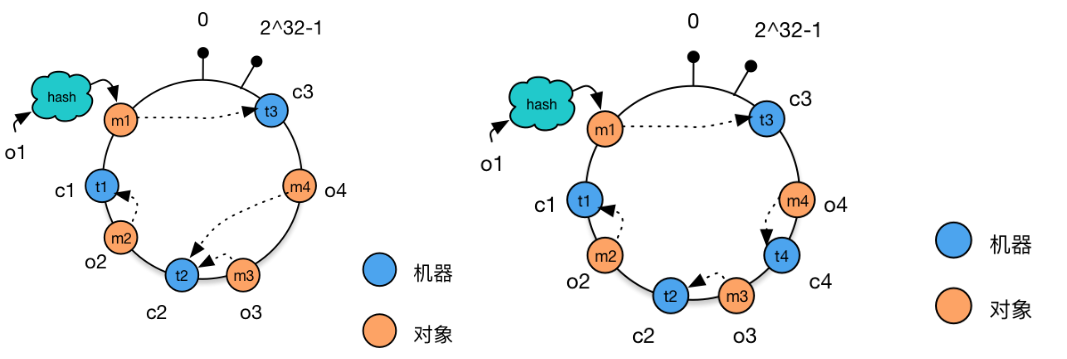 0
2^32-1
hash
c3
t3
m1
o1
c1
t1
m4
o4
m2
o2
t2
m3
c2
o3
机器
对象
0
2^32-1
hash
c3
t3
m1
o1
c1
t1
m4
o4
m2
o2
t4
c4
t2
m3
c2
o3
机器
对象